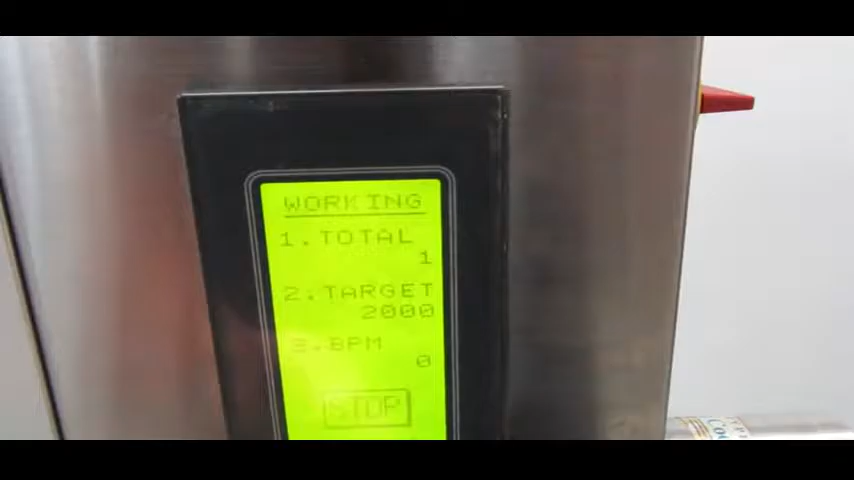 WORKING
1.TOTAL
1
2.TARGET
2000
3.BPM
0
STOP